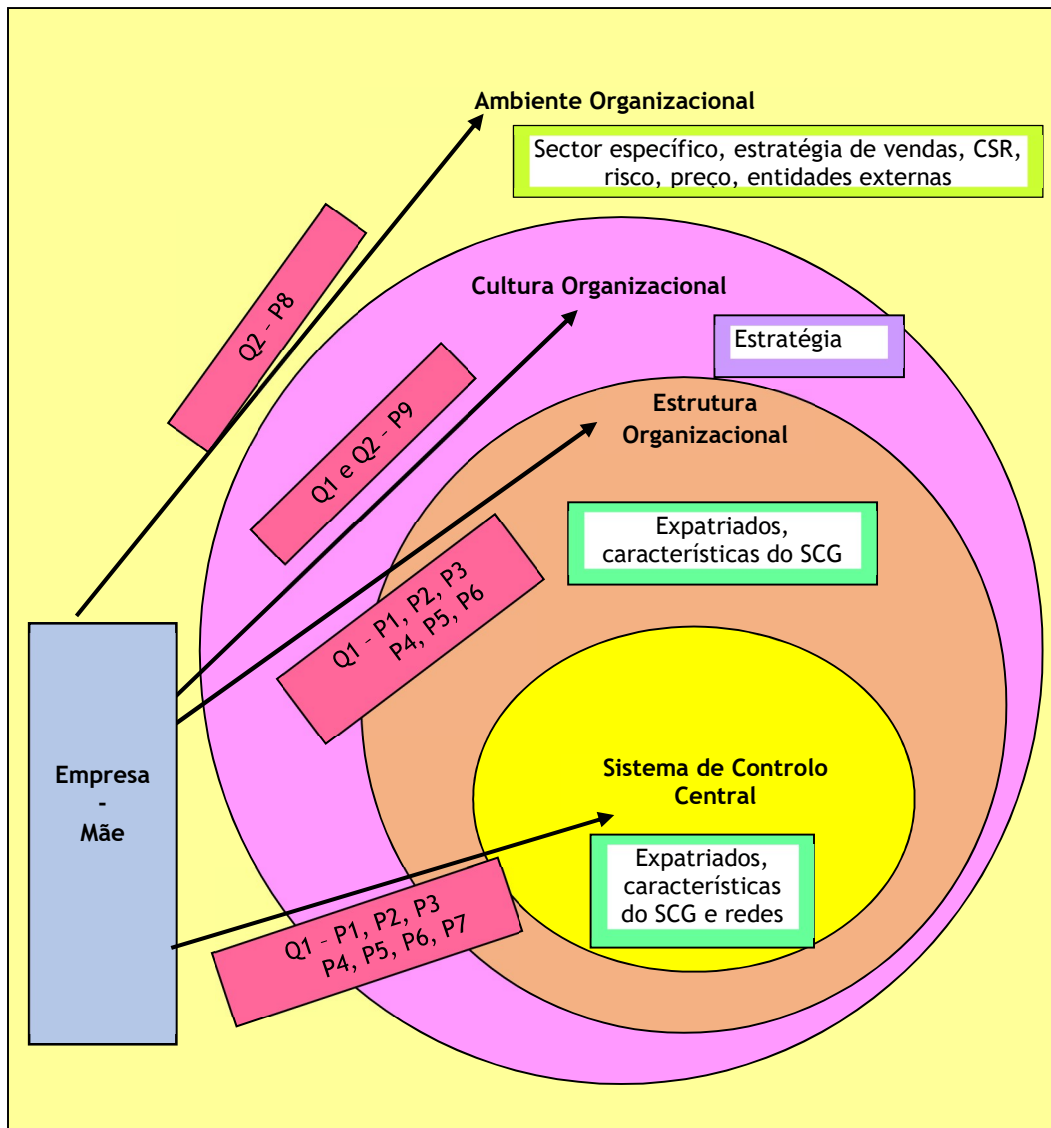 Ambiente Organizacional
Sector específico, estratégia de vendas, CSR,
risco, preço, entidades externas
Q2 – P8
Cultura Organizacional
Estratégia
Q1 e Q2 – P9
Estrutura
Organizacional
Expatriados,
características do SCG
Q1 – P1, P2, P3
P4, P5, P6
Empresa
-
Mãe
Sistema de Controlo
Central
Expatriados,
características
do SCG e redes
Q1 – P1, P2, P3
P4, P5, P6, P7